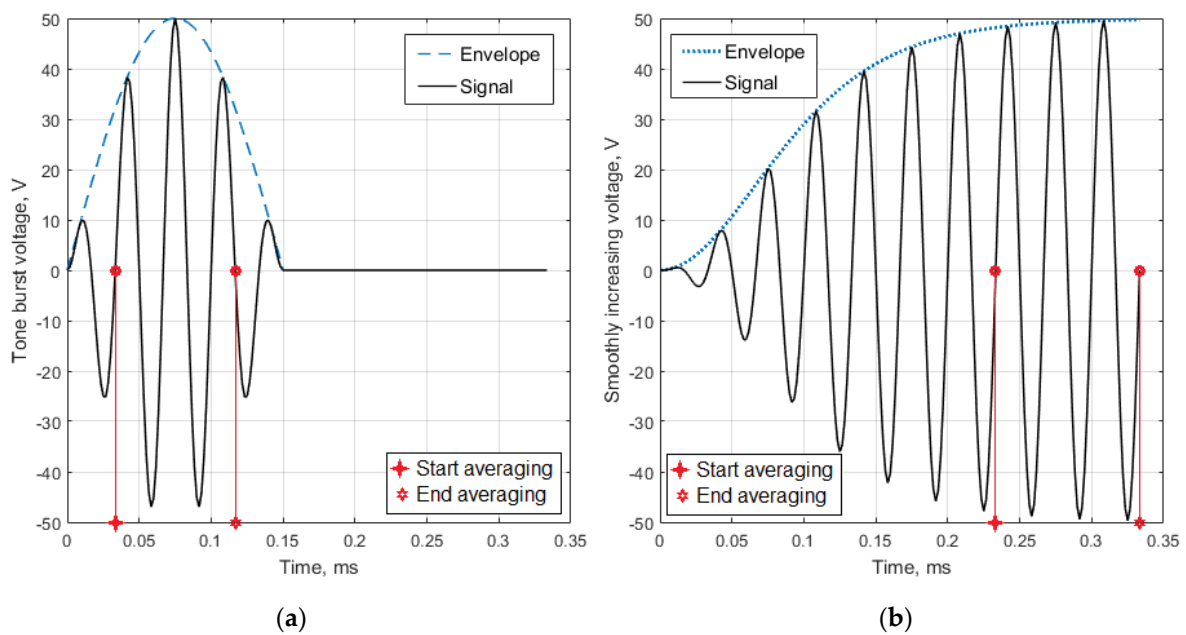 50
40
30
20
10
0
-10
-20
-30
-40
-50
Tone burst voltage, V
Envelope
Signal
Start averaging
End averaging
0
0.05
0.1
0.15
0.2
0.25
0.3
0.35
Time, ms
(a)
50
40
30
20
10
0
-10
-20
-30
-40
-50
Smoothly increasing voltage, V
Envelope
Signal
Start averaging
End averaging
0
0.05
0.1
0.15
0.2
0.25
0.3
0.35
Time, ms
(b)